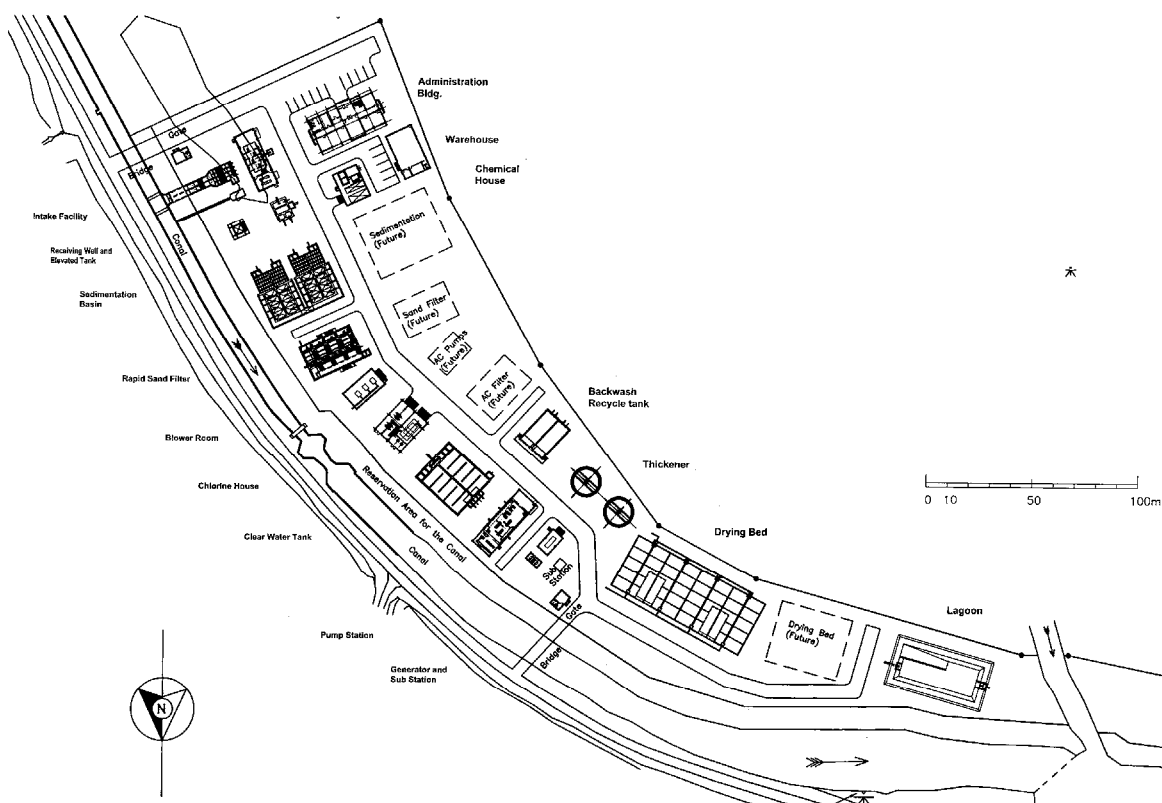 Administration
Bldg.
Gate
Warehouse
Bridge
Chemical
House
Intake Facility
Sedimentation
(Future)
Canal
Receiving Well and
Elevated Tank
Sedimentation
Basin
Sand Filter
(Future)
AC Pumps
(Future)
Rapid Sand Filter
AC Filter
(Future)
Backwash
Recycle tank
Blower Room
Thickener
Chlorine House
Reservation Area for the Canal
0 10 50 100m
Clear Water Tank
Canal
Drying Bed
Sub
Station
Gate
Lagoon
Pump Station
Drying Bed
(Future)
Bridge
Generator and
Sub Station
N